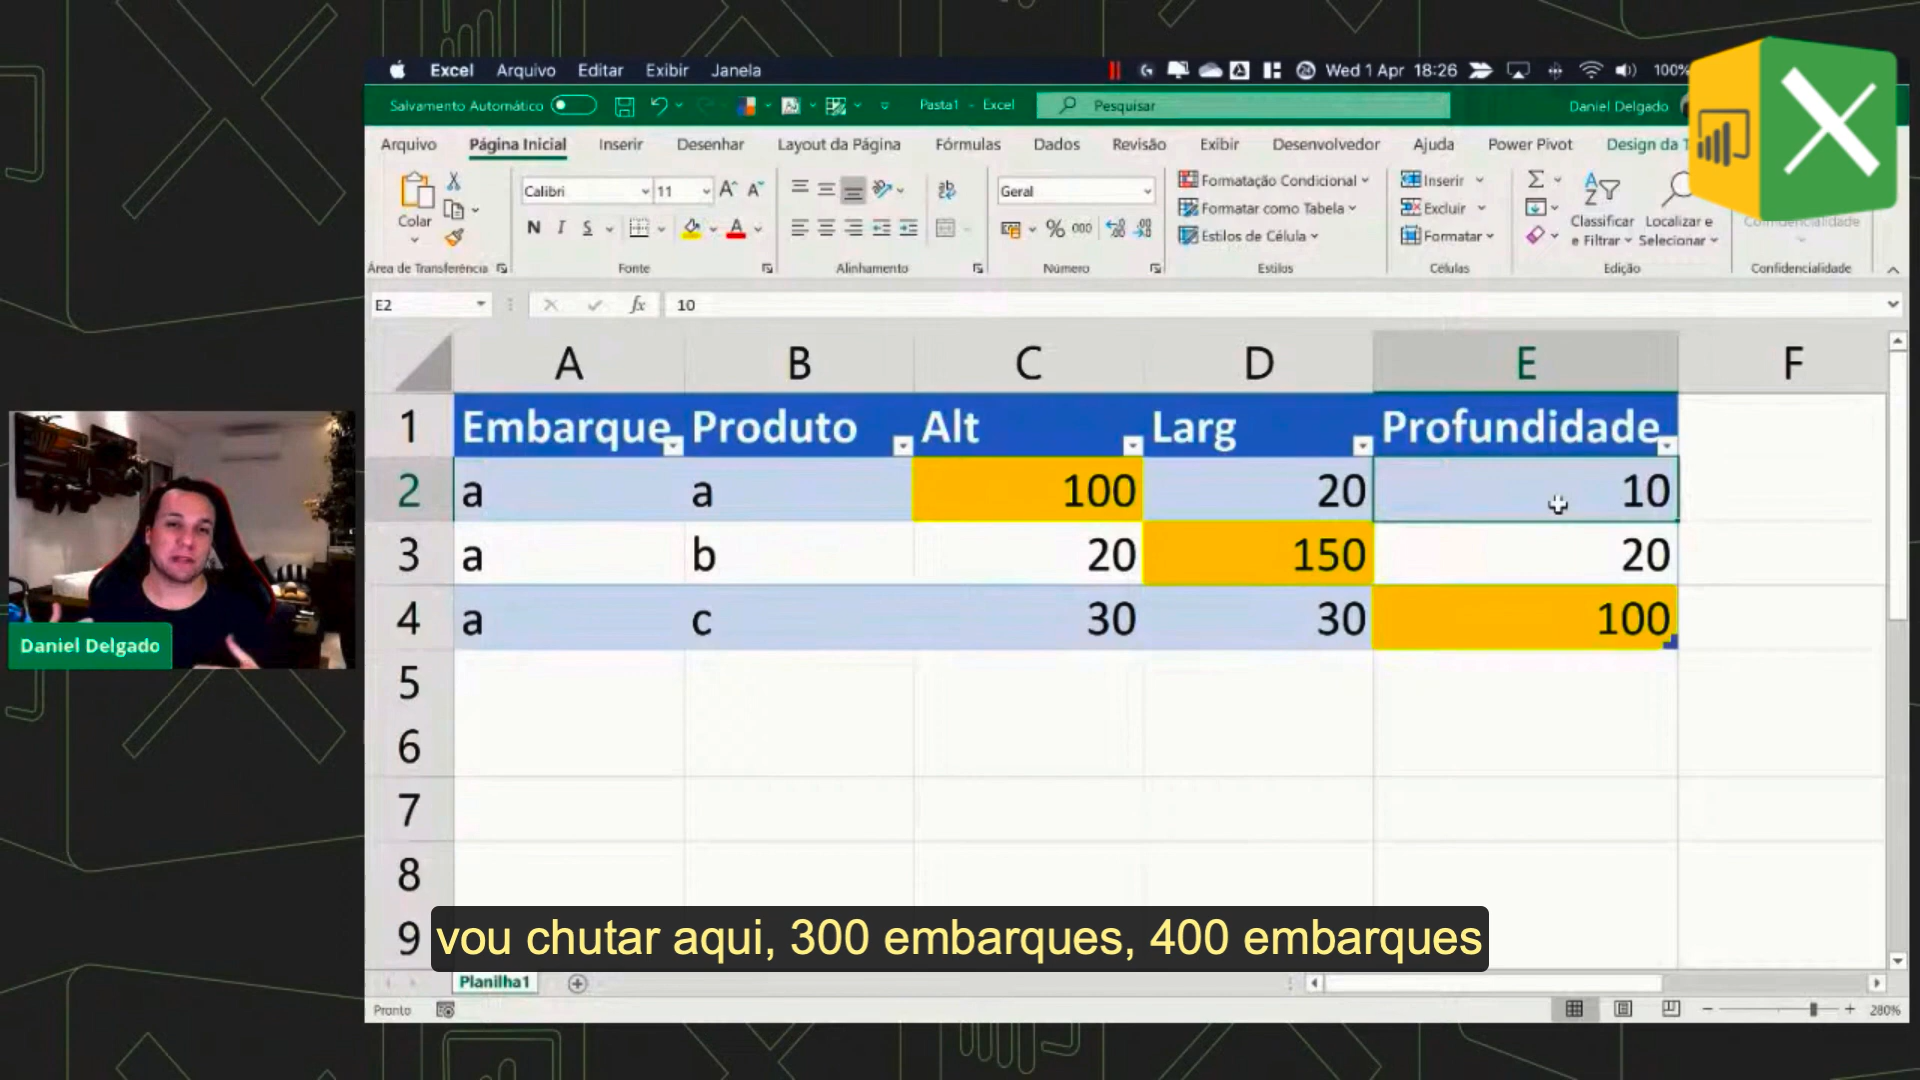 Excel Arquivo Editar Exibir Janela Wed 1 Apr 18:26 100%
Salvamento Automático Pasta1 - Excel Pesquisar Daniel Delgado
Arquivo Página Inicial Inserir Desenhar Layout da Página Fórmulas Dados Revisão Exibir Desenvolvedor Ajuda Power Pivot Design da T
Colar Calibri 11 Geral Formatação Condicional Inserir
N I S % 000 Formatar como Tabela Excluir Classificar Localizar e
Estilos de Célula Formatar e Filtrar Selecionar Confidencialidade
Área de Transferência Fonte Alinhamento Número Estilos Células Edição Confidencialidade
E2 fx 10
A B C D E F
1 Embarque Produto Alt Larg Profundidade
2 a a 100 20 10
3 a b 20 150 20
4 a c 30 30 100
5
6
7
8
9
Daniel Delgado
vou chutar aqui, 300 embarques, 400 embarques
Planilha1
Pronto 280%